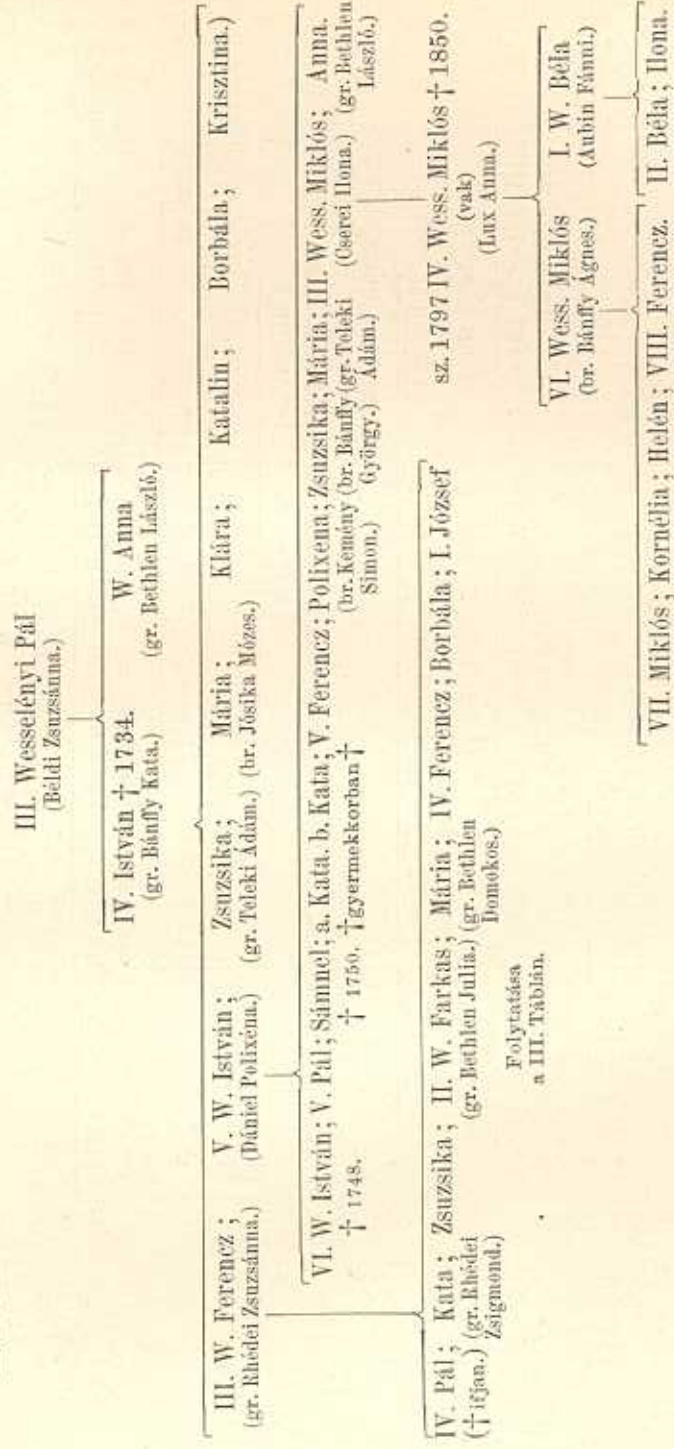 III. Wesselényi Pál
(Béldi Zsuzsánna.)
IV. István † 1734. W. Anna
(gr. Bánffy Kata.) (gr. Bethlen László.)
III. W. Ferencz; V. W. István; Zsuzsika; Mária; Klára; Katalin; Borbála; Krisztina.)
(gr. Rhédei Zsuzsánna.) (Dániel Polixéna.) (gr. Teleki Ádám.) (br. Jósika Mózes.)
VI. W. István; V. Pál; Sámuel; a. Kata. b. Kata; V. Ferencz; Polixena; Zsuzsika; Mária; III. Wess. Miklós; Anna.
† 1748. † 1750. †gyermekkorban† (br. Kemény (br. Bánffy (gr. Teleki (Cserei Ilona.) (gr. Bethlen
Simon.) György.) Ádám.) László.)
IV. Pál; Kata; Zsuzsika; II. W. Farkas; Mária; IV. Ferencz; Borbála; I. József
(† ifjan.) (gr. Rhédei (gr. Bethlen Julia.) (gr. Bethlen
Zsigmond.) Domokos.)
Folytatása
a III. Táblán.
sz. 1797 IV. Wess. Miklós † 1850.
(vak)
(Lux Anna.)
VI. Wess. Miklós I. W. Béla
(br. Bánffy Ágnes.) (Aubin Fánni.)
VII. Miklós; Kornélia; Helén; VIII. Ferencz. II. Béla; Ilona.